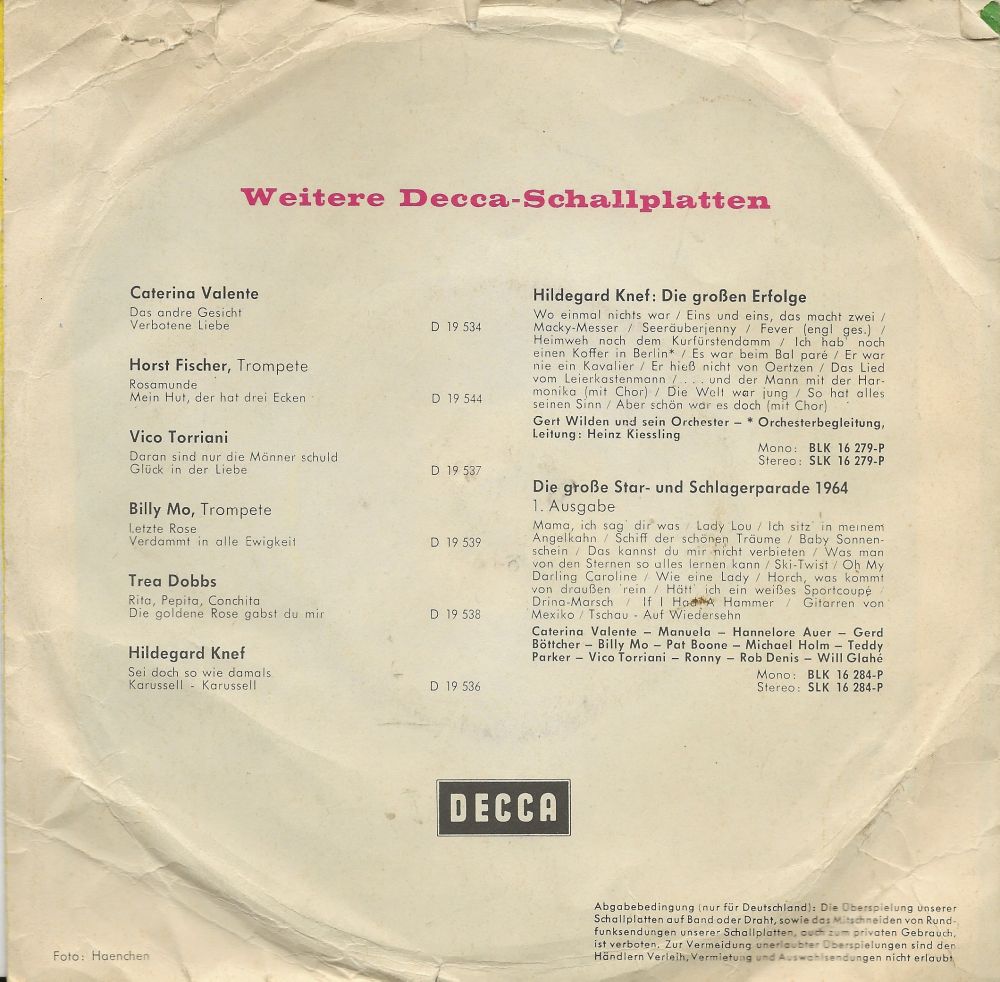 Weitere Decca-Schallplatten
Caterina Valente
Das andre Gesicht
Verbotene Liebe D 19 534
Horst Fischer, Trompete
Rosamunde
Mein Hut, der hat drei Ecken D 19 544
Vico Torriani
Daran sind nur die Männer schuld
Glück in der Liebe D 19 537
Billy Mo, Trompete
Letzte Rose
Verdammt in alle Ewigkeit D 19 539
Trea Dobbs
Rita, Pepita, Conchita
Die goldene Rose gabst du mir D 19 538
Hildegard Knef
Sei doch so wie damals
Karussell - Karussell D 19 536
Hildegard Knef: Die großen Erfolge
Wo einmal nichts war / Eins und eins, das macht zwei /
Macky-Messer / Seeräuberjenny / Fever (engl ges.) /
Heimweh nach dem Kurfürstendamm / Ich hab' noch
einen Koffer in Berlin* / Es war beim Bal paré / Er war
nie ein Kavalier / Er hieß nicht von Oertzen / Das Lied
vom Leierkastenmann / . . . und der Mann mit der Har-
monika (mit Chor) / Die Welt war jung / So hat alles
seinen Sinn / Aber schön war es doch (mit Chor)
Gert Wilden und sein Orchester – * Orchesterbegleitung,
Leitung: Heinz Kiessling
Mono: BLK 16 279-P
Stereo: SLK 16 279-P
Die große Star- und Schlagerparade 1964
1. Ausgabe
Mama, ich sag' dir was / Lady Lou / Ich sitz' in meinem
Angelkahn / Schiff der schönen Träume / Baby Sonnen-
schein / Das kannst du mir nicht verbieten / Was man
von den Sternen so alles lernen kann / Ski-Twist / Oh My
Darling Caroline / Wie eine Lady / Horch, was kommt
von draußen 'rein / Hätt' ich ein weißes Sportcoupé /
Drina-Marsch / If I Had A Hammer / Gitarren von
Mexiko / Tschau - Auf Wiedersehn
Caterina Valente – Manuela – Hannelore Auer – Gerd
Böttcher – Billy Mo – Pat Boone – Michael Holm – Teddy
Parker – Vico Torriani – Ronny – Rob Denis – Will Glahé
Mono: BLK 16 284-P
Stereo: SLK 16 284-P
DECCA
Abgabebedingung (nur für Deutschland): Die Überspielung unserer
Schallplatten auf Band oder Draht, sowie das Mitschneiden von Rund-
funksendungen unserer Schallplatten, auch zum privaten Gebrauch,
ist verboten. Zur Vermeidung unerlaubter Überspielungen sind den
Händlern Verleih, Vermietung und Auswahlsendungen nicht erlaubt
Foto: Haenchen